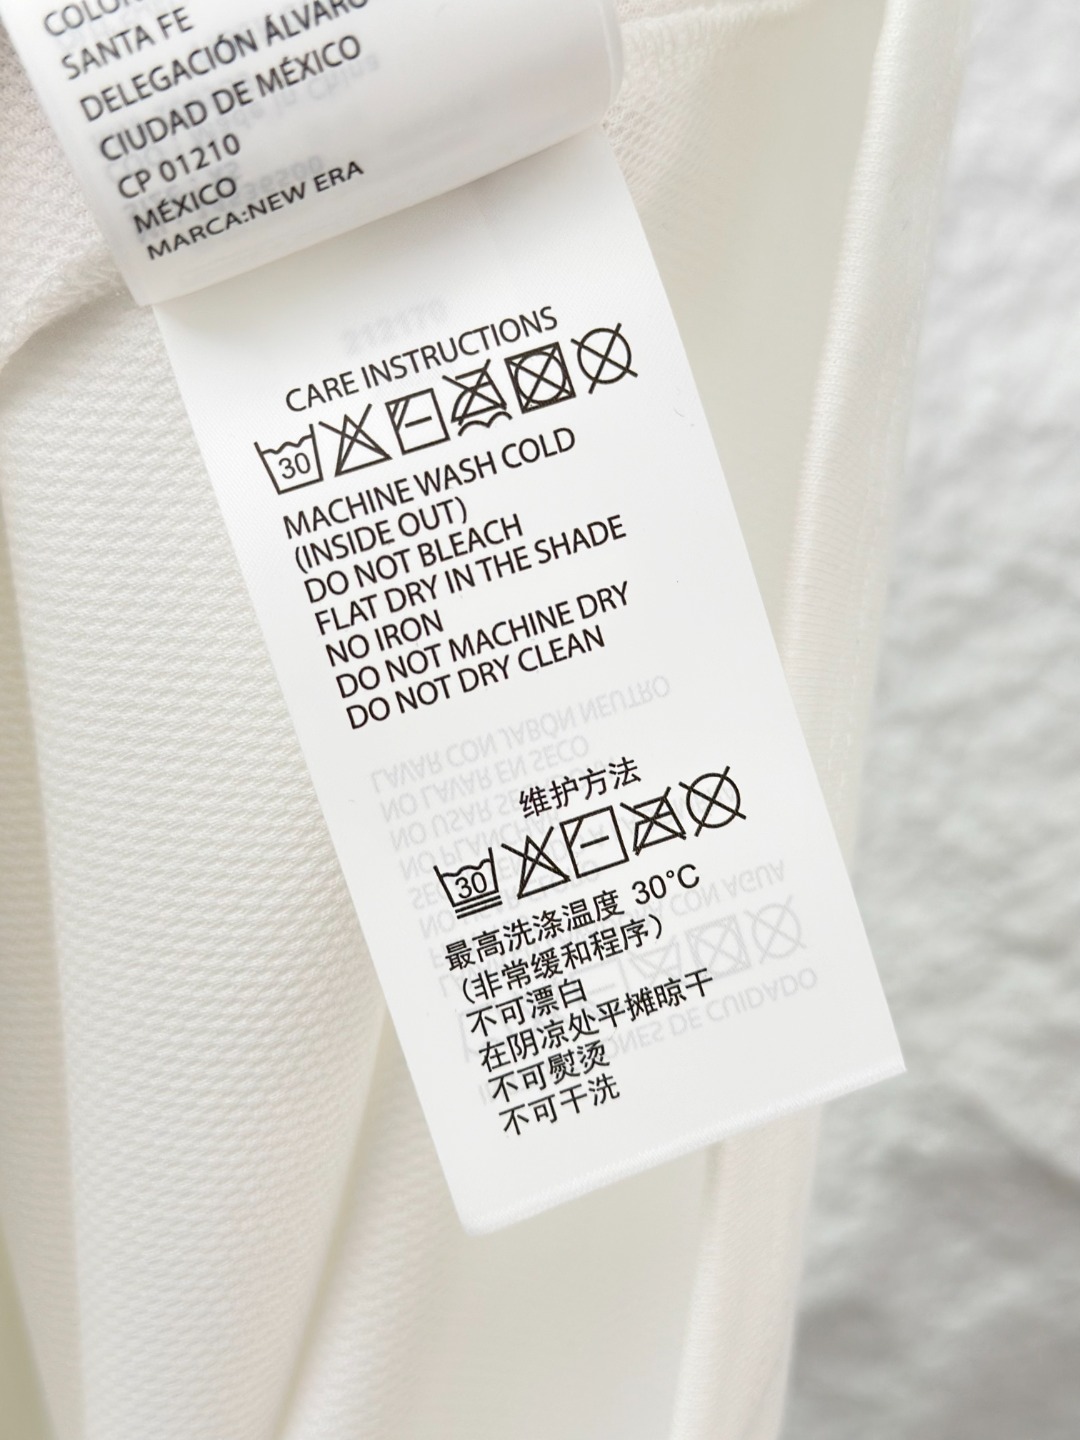 SANTA FE
DELEGACIÓN ÁLVARO
CIUDAD DE MÉXICO
CP 01210
MÉXICO
MARCA:NEW ERA
CARE INSTRUCTIONS
30
MACHINE WASH COLD
(INSIDE OUT)
DO NOT BLEACH
FLAT DRY IN THE SHADE
NO IRON
DO NOT MACHINE DRY
DO NOT DRY CLEAN
维护方法
30
最高洗涤温度 30°C
（非常缓和程序）
不可漂白
在阴凉处平摊晾干
不可熨烫
不可干洗